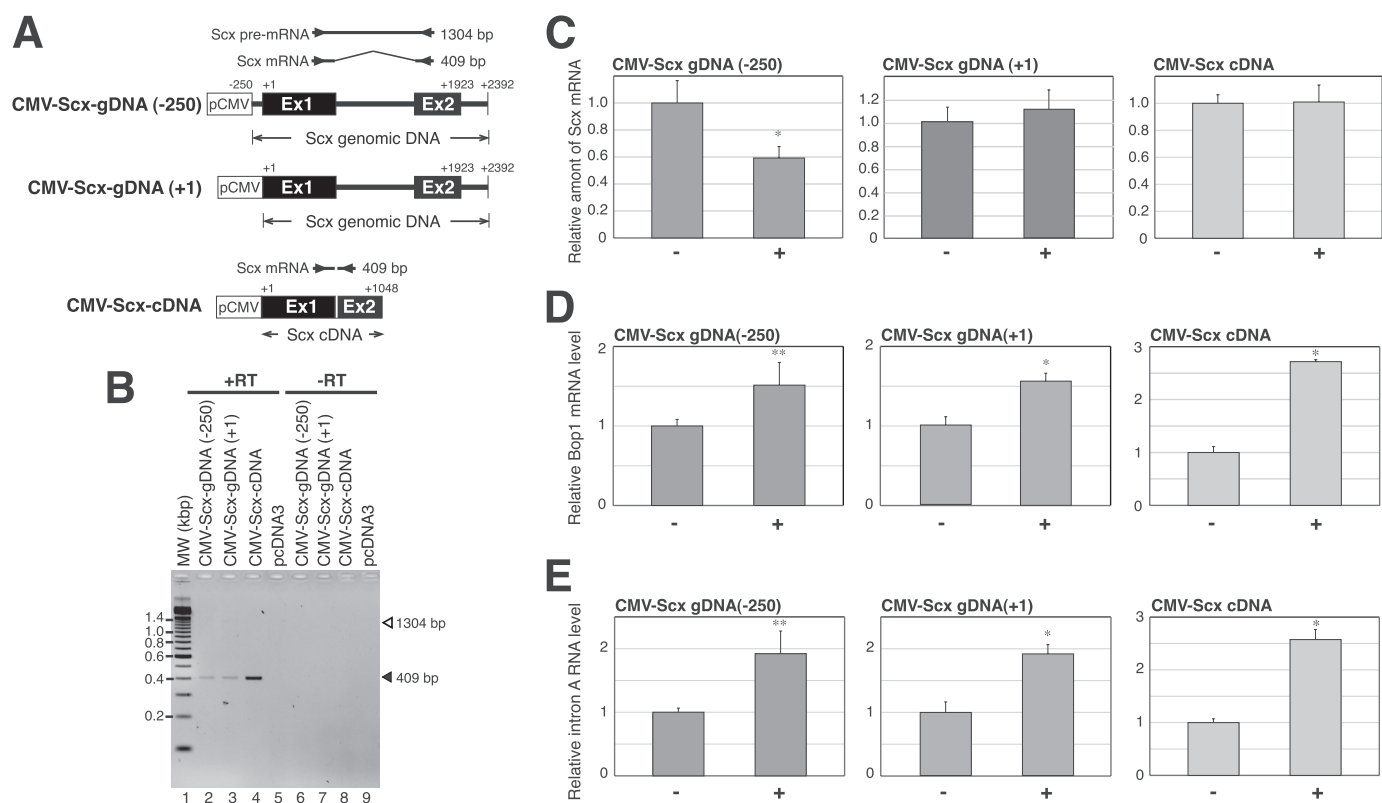 A
Scx pre-mRNA 1304 bp
Scx mRNA 409 bp
-250 +1 +1923 +2392
CMV-Scx-gDNA (-250) pCMV Ex1 Ex2
Scx genomic DNA
+1 +1923 +2392
CMV-Scx-gDNA (+1) pCMV Ex1 Ex2
Scx genomic DNA
Scx mRNA 409 bp
+1 +1048
CMV-Scx-cDNA pCMV Ex1 Ex2
Scx cDNA
B
+RT -RT
MW (kbp)
CMV-Scx-gDNA (-250)
CMV-Scx-gDNA (+1)
CMV-Scx-cDNA
pcDNA3
CMV-Scx-gDNA (-250)
CMV-Scx-gDNA (+1)
CMV-Scx-cDNA
pcDNA3
1.4
1.0
0.8
0.6
0.4
0.2
1304 bp
409 bp
1 2 3 4 5 6 7 8 9
C
Relative amont of Scx mRNA
CMV-Scx gDNA (-250)
1.0
0.8
0.6
0.4
0.2
0
*
- +
CMV-Scx gDNA (+1)
1.2
1.0
0.8
0.6
0.4
0.2
0
- +
CMV-Scx cDNA
1.0
0.8
0.6
0.4
0.2
0
- +
D
Relative Bop1 mRNA level
CMV-Scx gDNA(-250)
2
1
0
**
- +
CMV-Scx gDNA(+1)
2
1
0
*
- +
CMV-Scx cDNA
3
2
1
0
*
- +
E
Relative intron A RNA level
CMV-Scx gDNA(-250)
2
1
0
**
- +
CMV-Scx gDNA(+1)
2
1
0
*
- +
CMV-Scx cDNA
3
2
1
0
*
- +